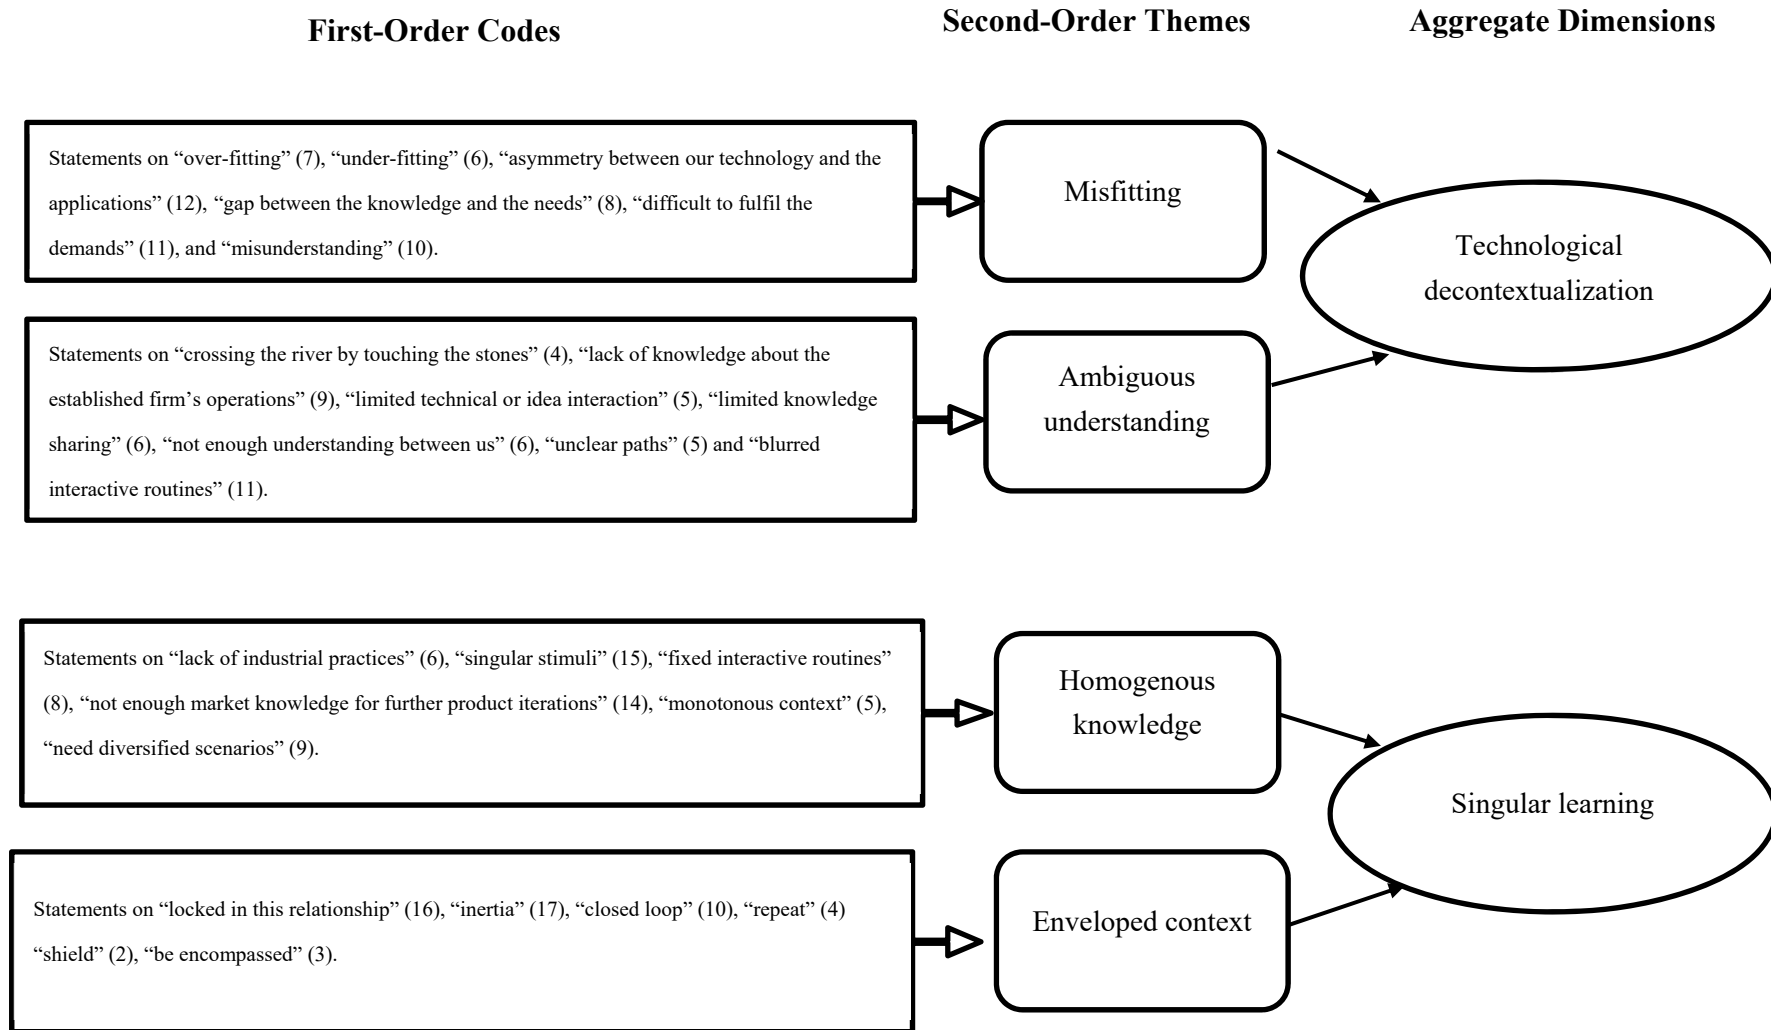 First-Order Codes
Second-Order Themes
Aggregate Dimensions
Statements on “over-fitting” (7), “under-fitting” (6), “asymmetry between our technology and the
applications” (12), “gap between the knowledge and the needs” (8), “difficult to fulfil the
demands” (11), and “misunderstanding” (10).
Misfitting
Technological
decontextualization
Statements on “crossing the river by touching the stones” (4), “lack of knowledge about the
established firm’s operations” (9), “limited technical or idea interaction” (5), “limited knowledge
sharing” (6), “not enough understanding between us” (6), “unclear paths” (5) and “blurred
interactive routines” (11).
Ambiguous
understanding
Statements on “lack of industrial practices” (6), “singular stimuli” (15), “fixed interactive routines”
(8), “not enough market knowledge for further product iterations” (14), “monotonous context” (5),
“need diversified scenarios” (9).
Homogenous
knowledge
Singular learning
Statements on “locked in this relationship” (16), “inertia” (17), “closed loop” (10), “repeat” (4)
“shield” (2), “be encompassed” (3).
Enveloped context